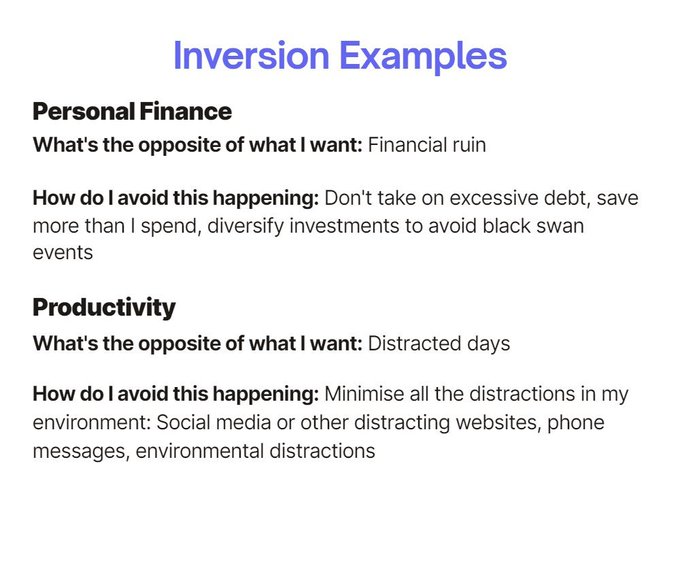 Inversion Examples
Personal Finance
What's the opposite of what I want: Financial ruin
How do I avoid this happening: Don't take on excessive debt, save
more than I spend, diversify investments to avoid black swan
events
Productivity
What's the opposite of what I want: Distracted days
How do I avoid this happening: Minimise all the distractions in my
environment: Social media or other distracting websites, phone
messages, environmental distractions